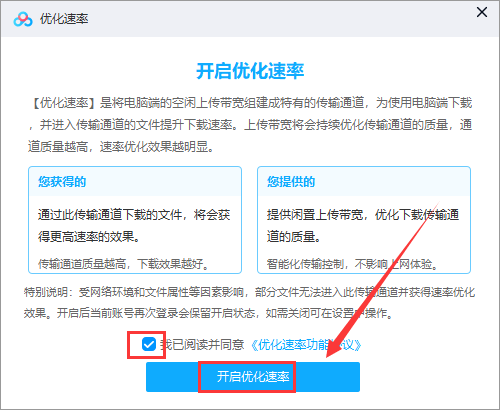 优化速率
开启优化速率
【优化速率】是将电脑端的空闲上传带宽组建成特有的传输通道，为使用电脑端下载
，并进入传输通道的文件提升下载速率。上传带宽将会持续优化传输通道的质量，通
道质量越高，速率优化效果越明显。
您获得的
通过此传输通道下载的文件，将会获
得更高速率的效果。
传输通道质量越高，下载效果越好。
您提供的
提供闲置上传带宽，优化下载传输通
道的质量。
智能化传输控制，不影响上网体验。
特别说明：受网络环境和文件属性等因素影响，部分文件无法进入此传输通道并获得速率优化
效果。开启后当前账号再次登录会保留开启状态，如需关闭可在设置中操作。
我已阅读并同意《优化速率功能协议》
开启优化速率